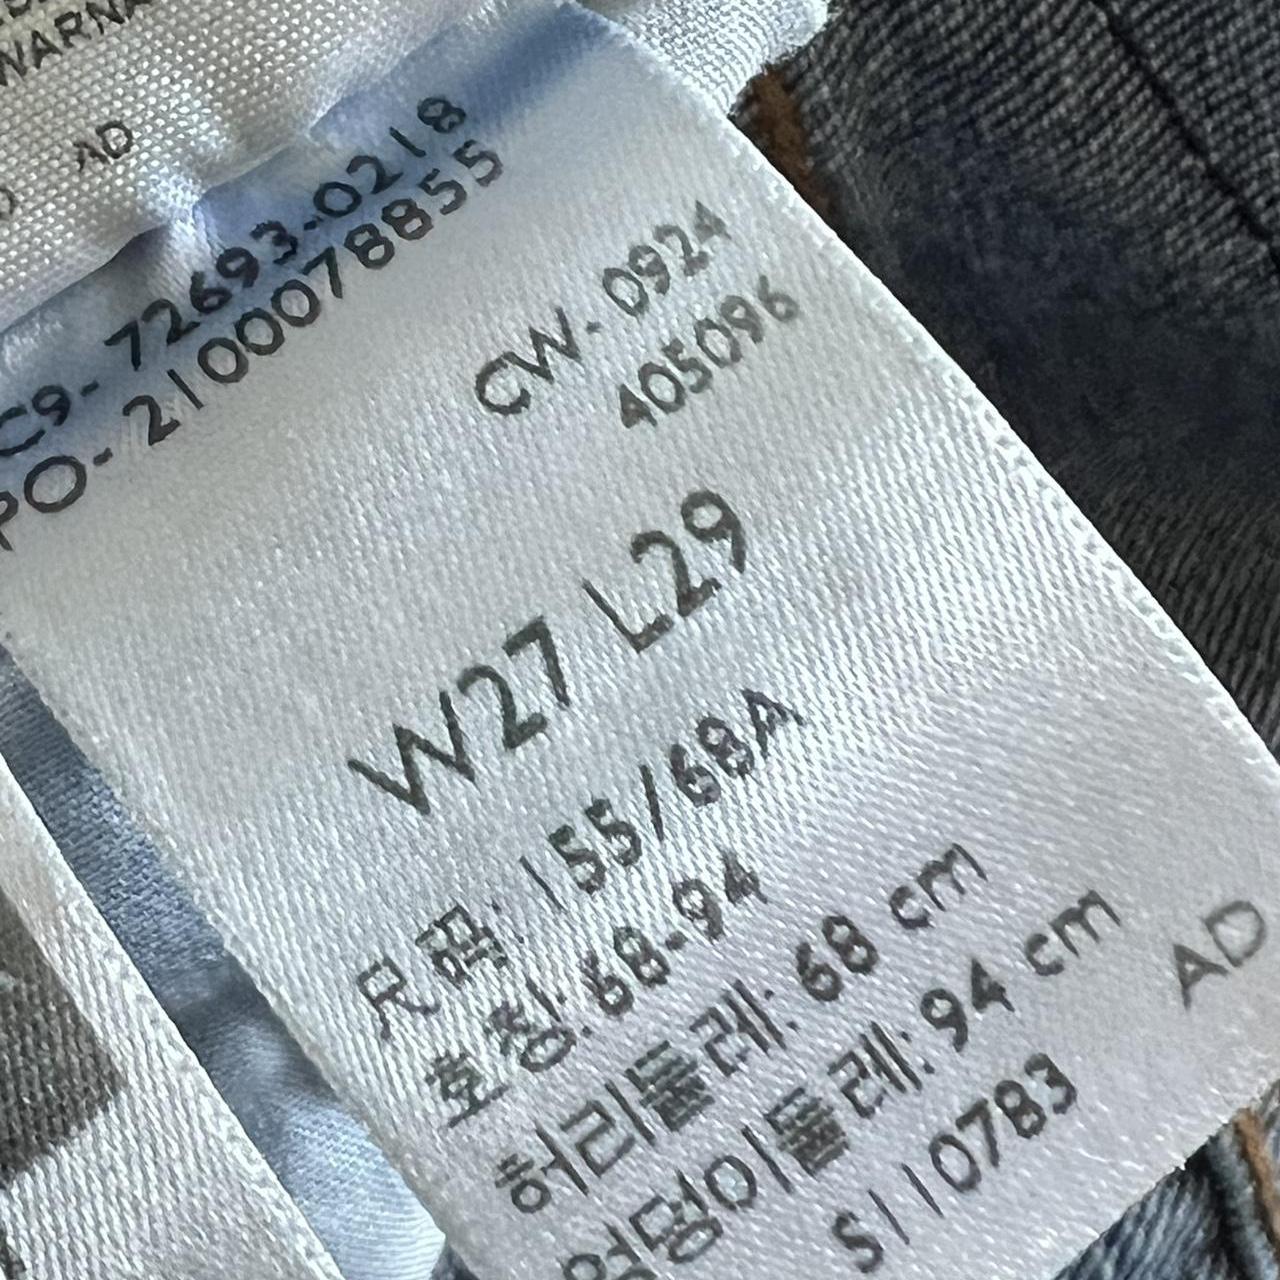 WARNA
AD
C9- 72693-0218
PO- 2100078855
CW- 0924
405096
W27 L29
尺码: 155/68A
호칭: 68-94
허리둘레: 68 cm
엉덩이둘레: 94 cm
AD
S110783